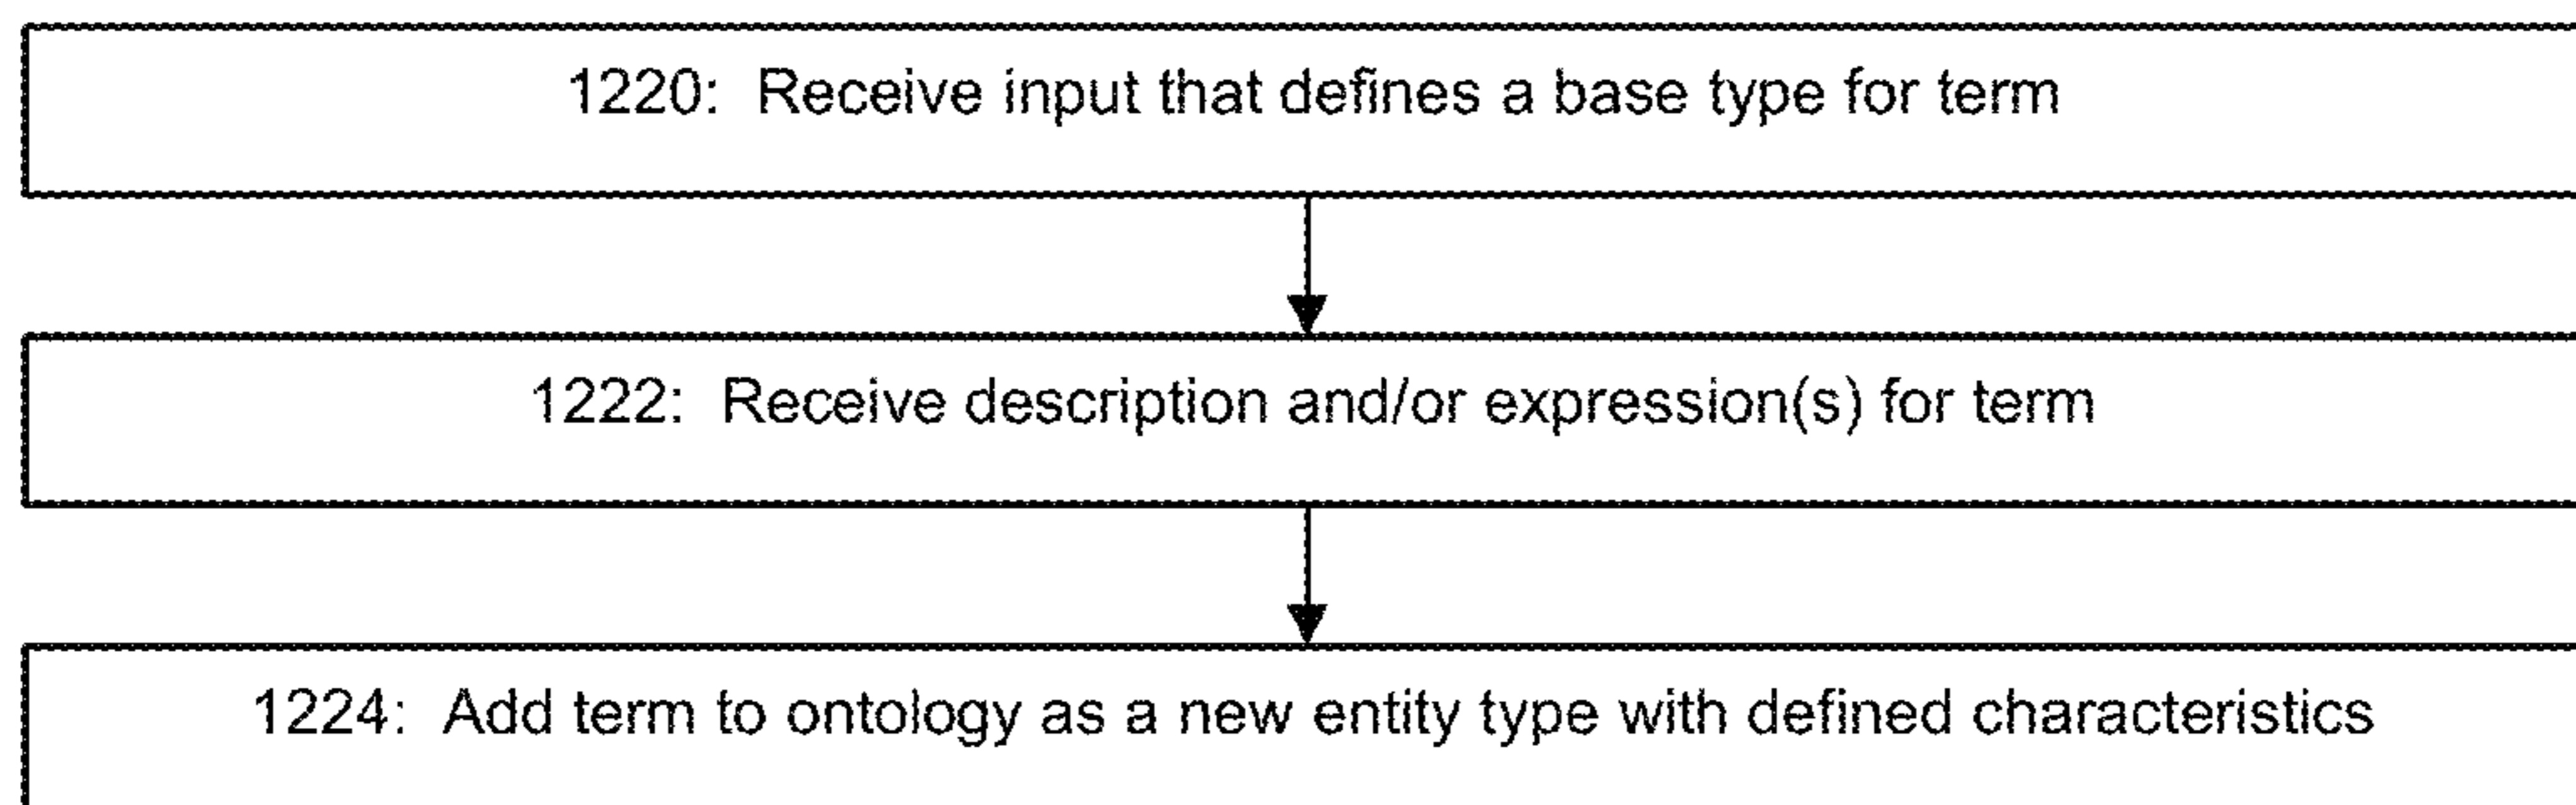 1220: Receive input that defines a base type for term
1222: Receive description and/or expression(s) for term
1224: Add term to ontology as a new entity type with defined characteristics